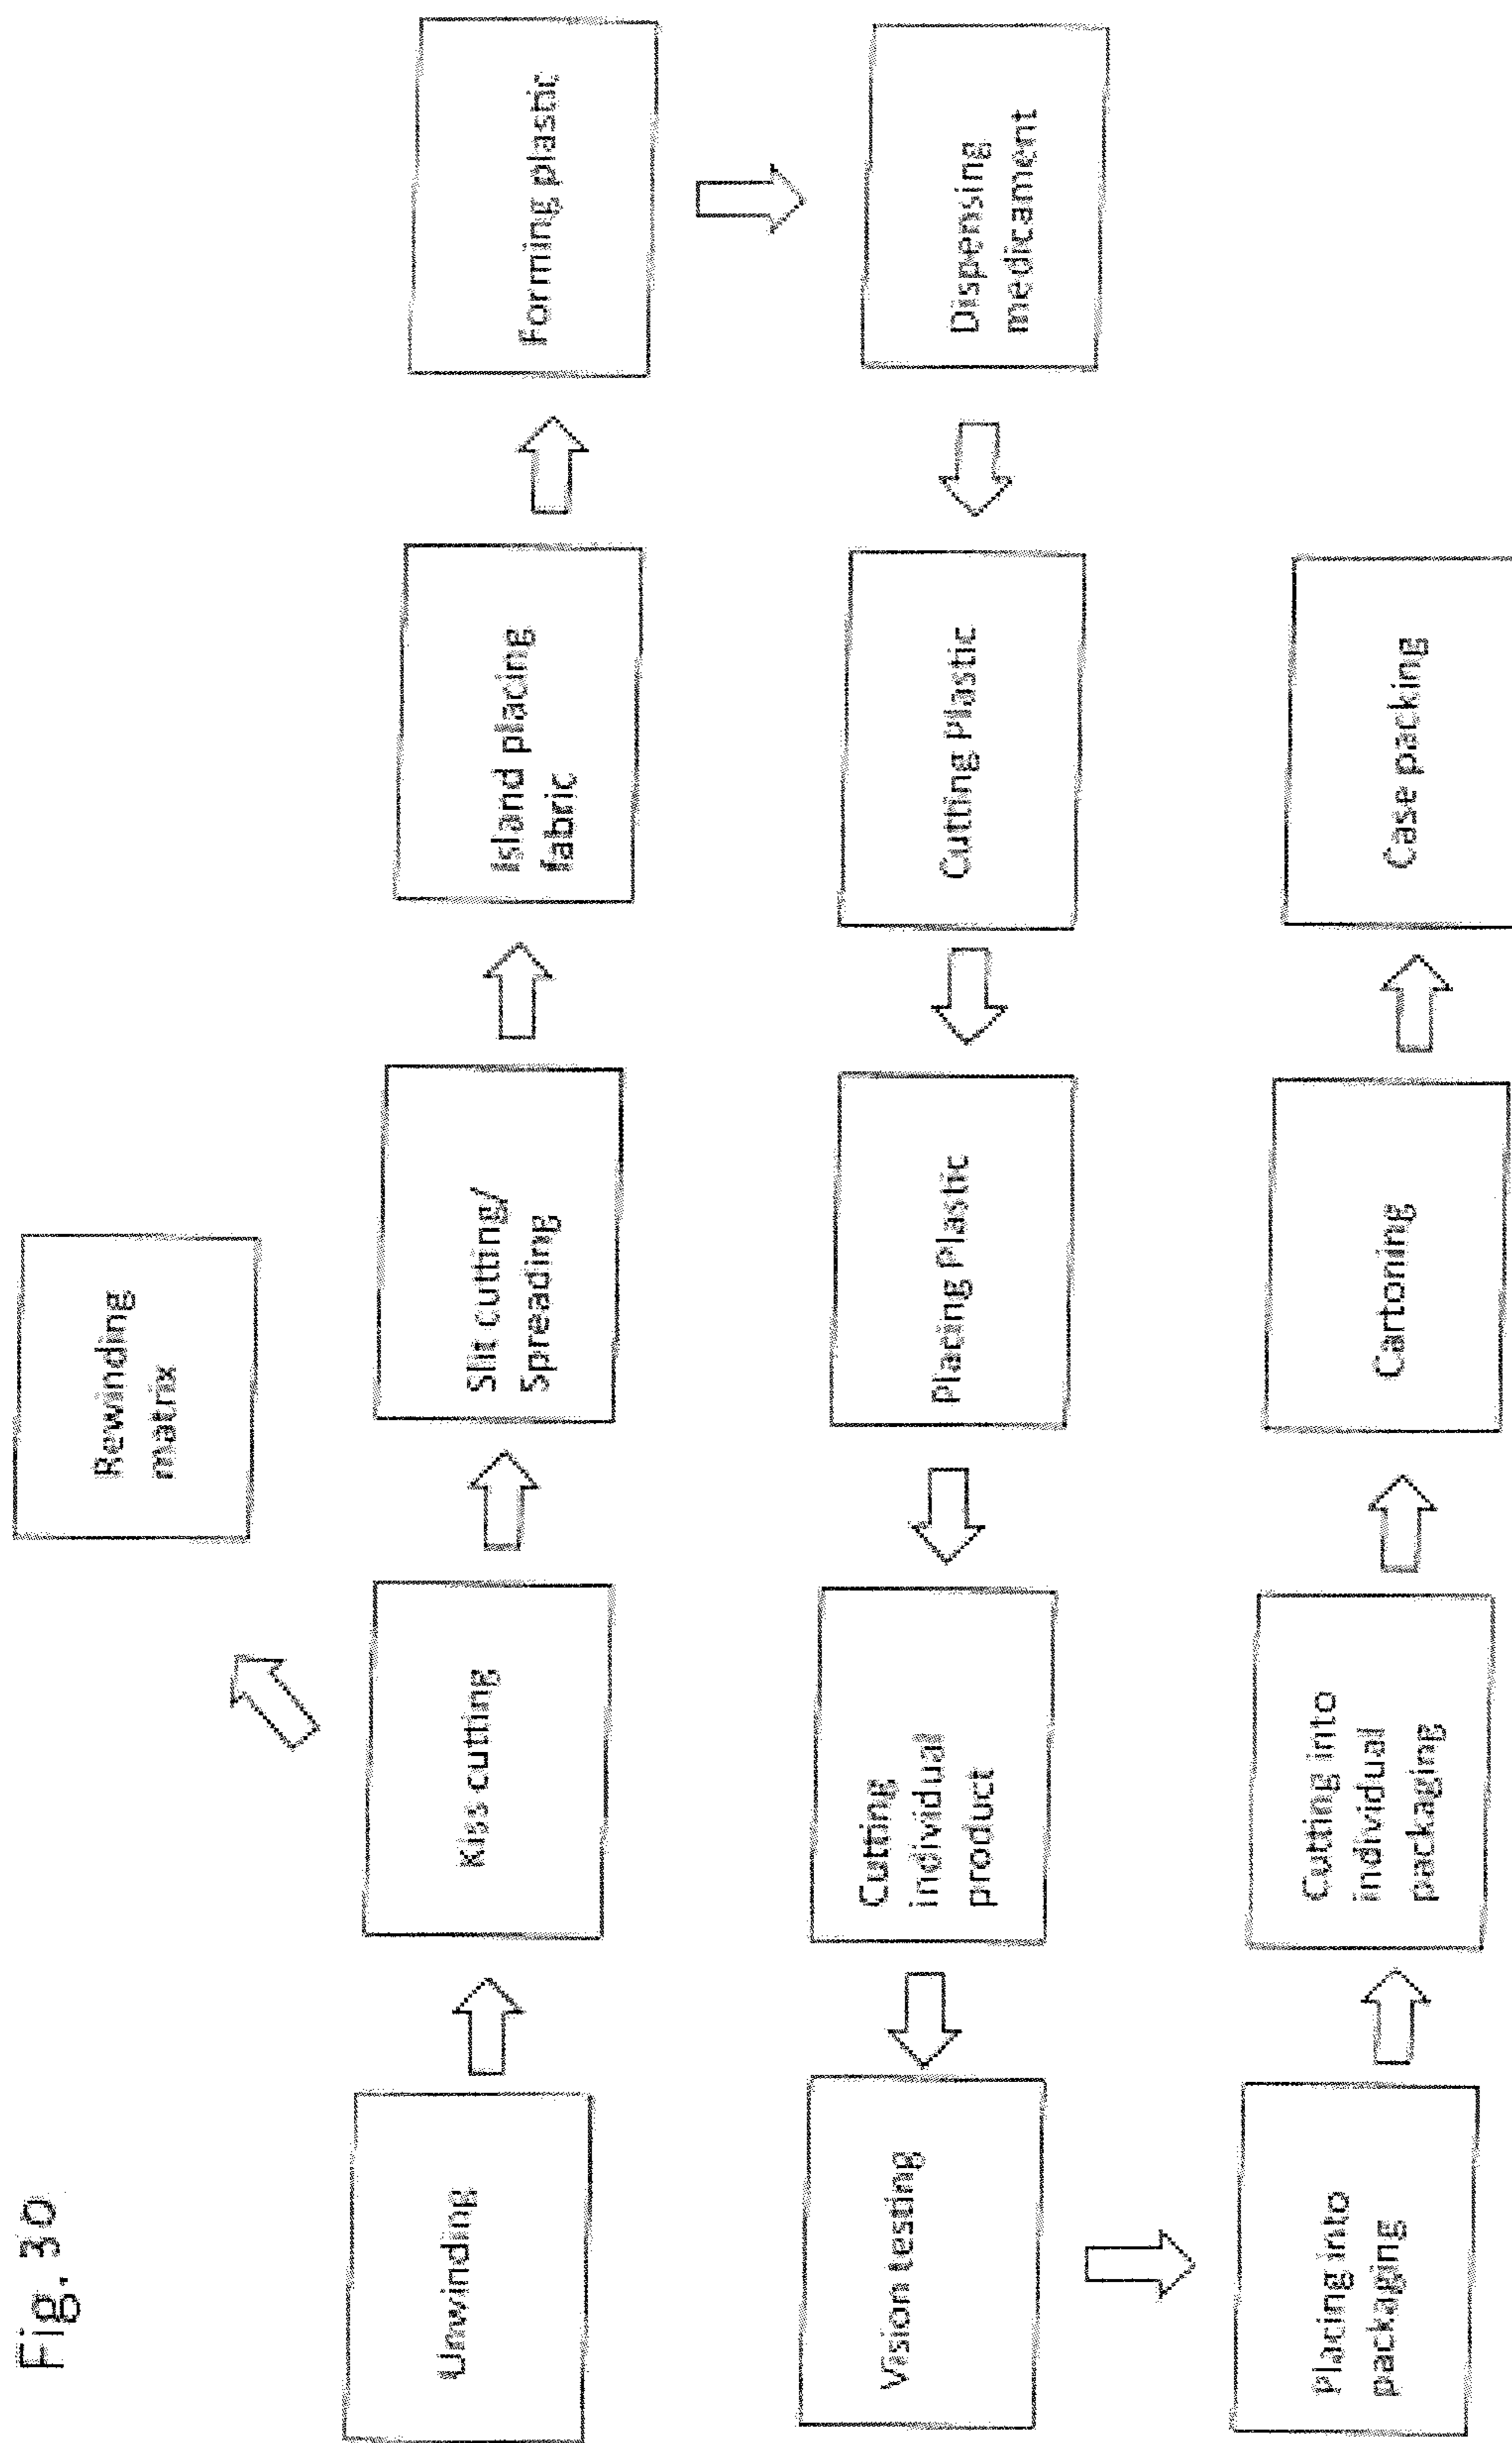 Fig. 30
Rewinding
matrix
Unwinding
Kiss cutting
Slit cutting/
Spreading
Island placing
fabric
Forming plastic
Dispensing
medicament
Cutting Plastic
Placing Plastic
Cutting
individual
product
Vision testing
Placing into
packaging
Cutting into
individual
packaging
Cartoning
Case packing